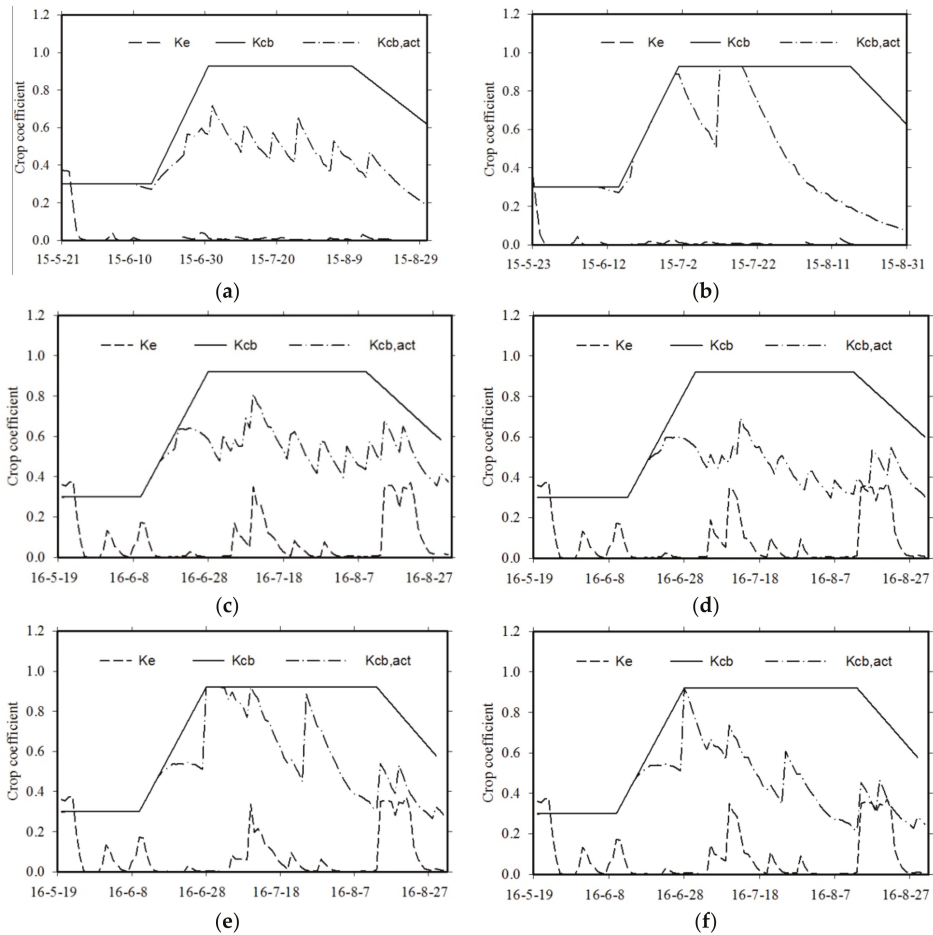 1.2
1.0
0.8
0.6
0.4
0.2
0.0
Crop coefficient
Ke Kcb Kcb,act
15-5-21 15-6-10 15-6-30 15-7-20 15-8-9 15-8-29
(a)
1.2
1.0
0.8
0.6
0.4
0.2
0.0
Crop coefficient
Ke Kcb Kcb,act
15-5-23 15-6-12 15-7-2 15-7-22 15-8-11 15-8-31
(b)
1.2
1.0
0.8
0.6
0.4
0.2
0.0
Crop coefficient
Ke Kcb Kcb,act
16-5-19 16-6-8 16-6-28 16-7-18 16-8-7 16-8-27
(c)
1.2
1.0
0.8
0.6
0.4
0.2
0.0
Crop coefficient
Ke Kcb Kcb,act
16-5-19 16-6-8 16-6-28 16-7-18 16-8-7 16-8-27
(d)
1.2
1.0
0.8
0.6
0.4
0.2
0.0
Crop coefficient
Ke Kcb Kcb,act
16-5-19 16-6-8 16-6-28 16-7-18 16-8-7 16-8-27
(e)
1.2
1.0
0.8
0.6
0.4
0.2
0.0
Crop coefficient
Ke Kcb Kcb,act
16-5-19 16-6-8 16-6-28 16-7-18 16-8-7 16-8-27
(f)